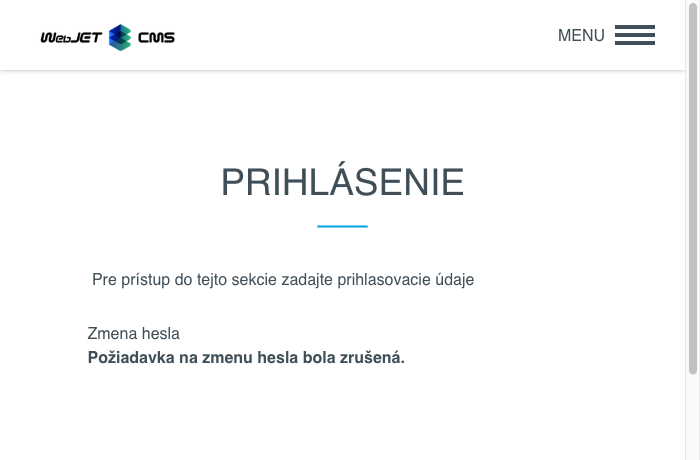 WebJET CMS
MENU
PRIHLÁSENIE
Pre prístup do tejto sekcie zadajte prihlasovacie údaje
Zmena hesla
Požiadavka na zmenu hesla bola zrušená.